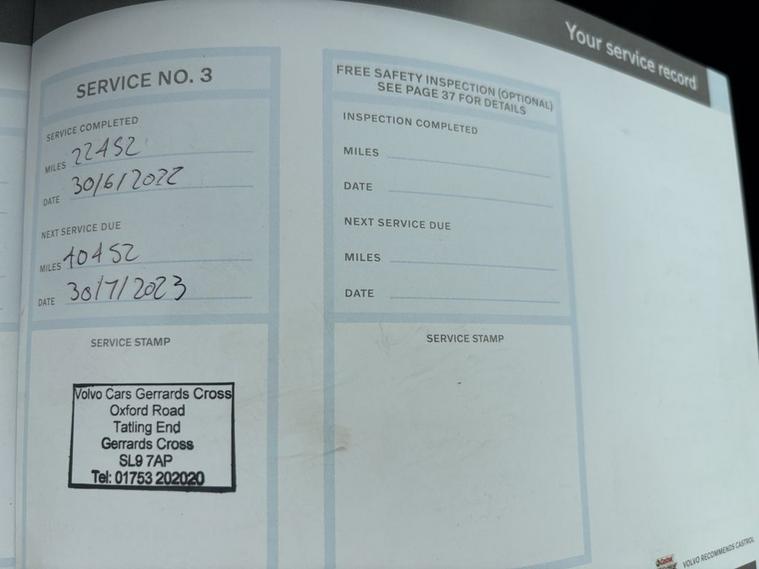 Your service record
SERVICE NO. 3
SERVICE COMPLETED
MILES 22452
DATE 30/6/2022
NEXT SERVICE DUE
MILES 40452
DATE 30/7/2023
SERVICE STAMP
Volvo Cars Gerrards Cross
Oxford Road
Tatling End
Gerrards Cross
SL9 7AP
Tel: 01753 202020
FREE SAFETY INSPECTION (OPTIONAL)
SEE PAGE 37 FOR DETAILS
INSPECTION COMPLETED
MILES
DATE
NEXT SERVICE DUE
MILES
DATE
SERVICE STAMP
Castrol
VOLVO RECOMMENDS CASTROL